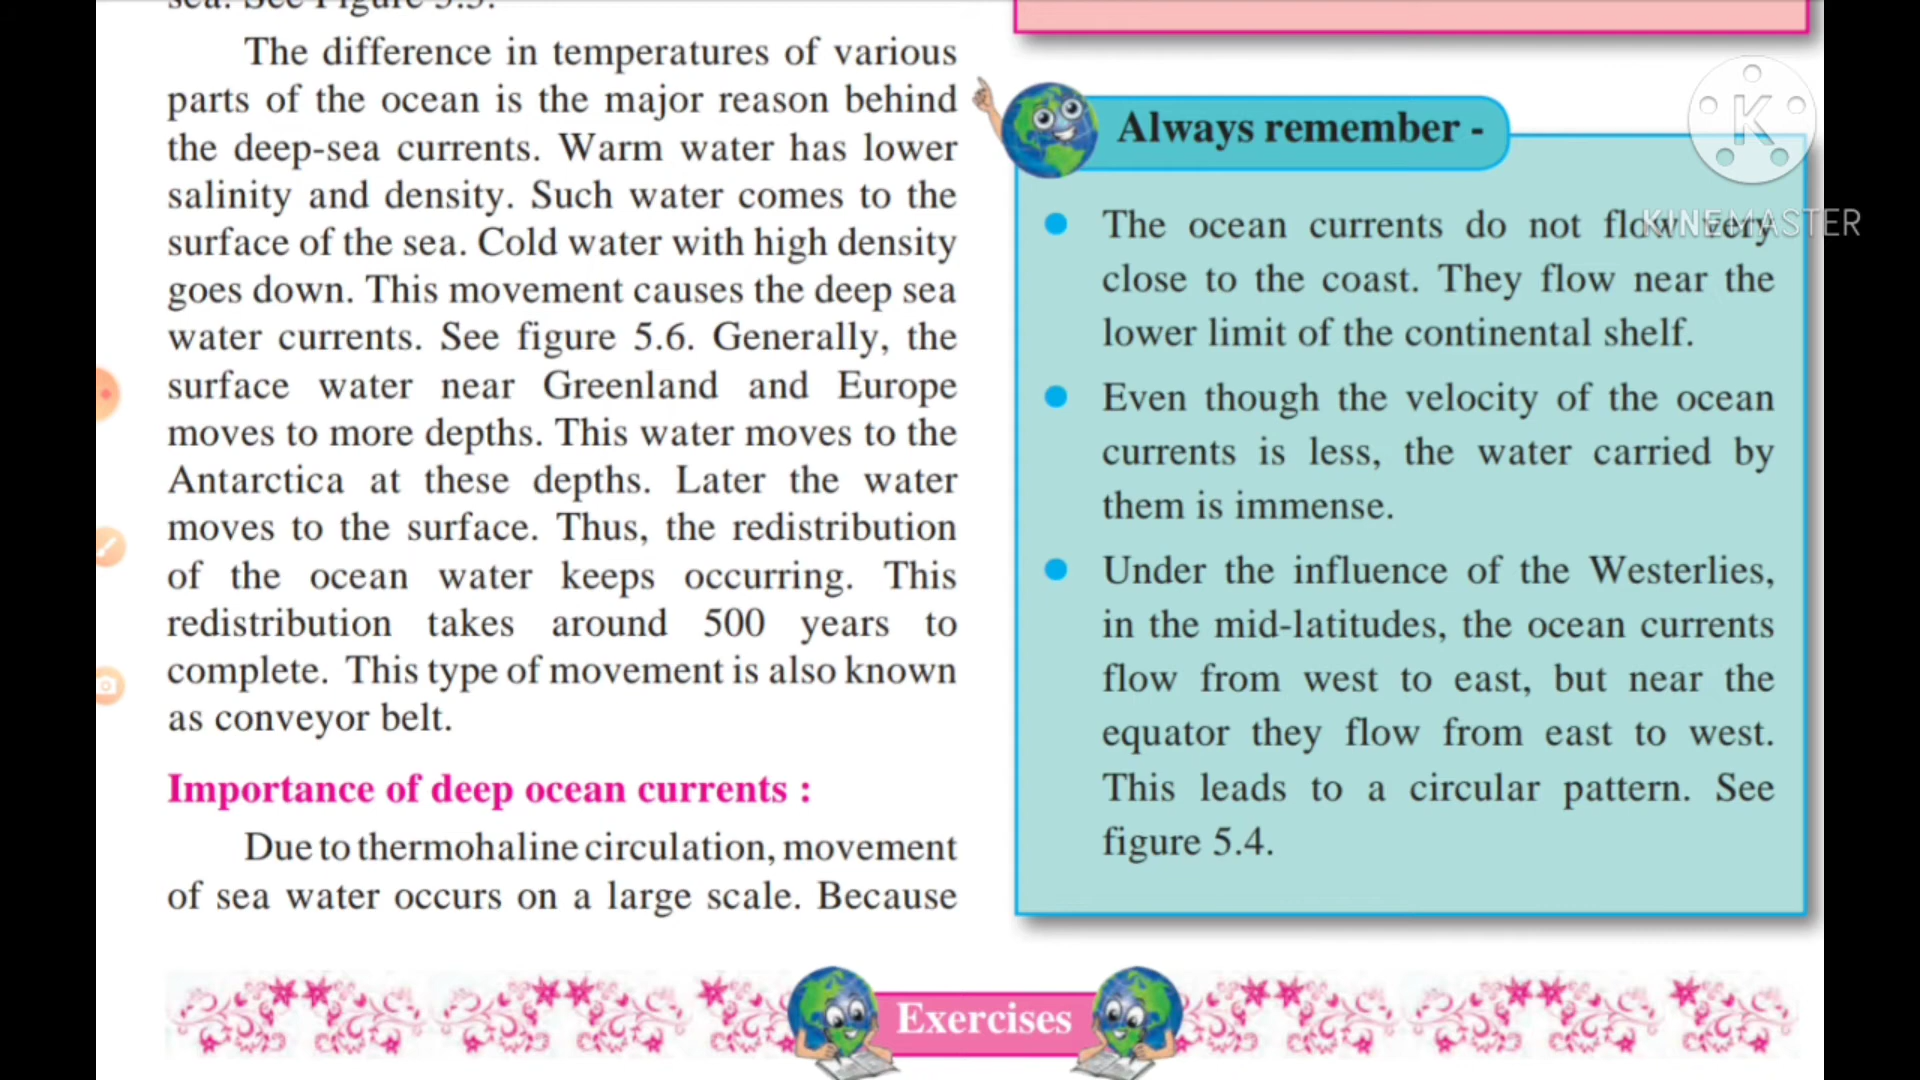 sea. See Figure 5.5.
The difference in temperatures of various
parts of the ocean is the major reason behind
the deep-sea currents. Warm water has lower
salinity and density. Such water comes to the
surface of the sea. Cold water with high density
goes down. This movement causes the deep sea
water currents. See figure 5.6. Generally, the
surface water near Greenland and Europe
moves to more depths. This water moves to the
Antarctica at these depths. Later the water
moves to the surface. Thus, the redistribution
of the ocean water keeps occurring. This
redistribution takes around 500 years to
complete. This type of movement is also known
as conveyor belt.
Importance of deep ocean currents :
Due to thermohaline circulation, movement
of sea water occurs on a large scale. Because
Always remember -
K
KINEMASTER
The ocean currents do not flow very
close to the coast. They flow near the
lower limit of the continental shelf.
Even though the velocity of the ocean
currents is less, the water carried by
them is immense.
Under the influence of the Westerlies,
in the mid-latitudes, the ocean currents
flow from west to east, but near the
equator they flow from east to west.
This leads to a circular pattern. See
figure 5.4.
Exercises